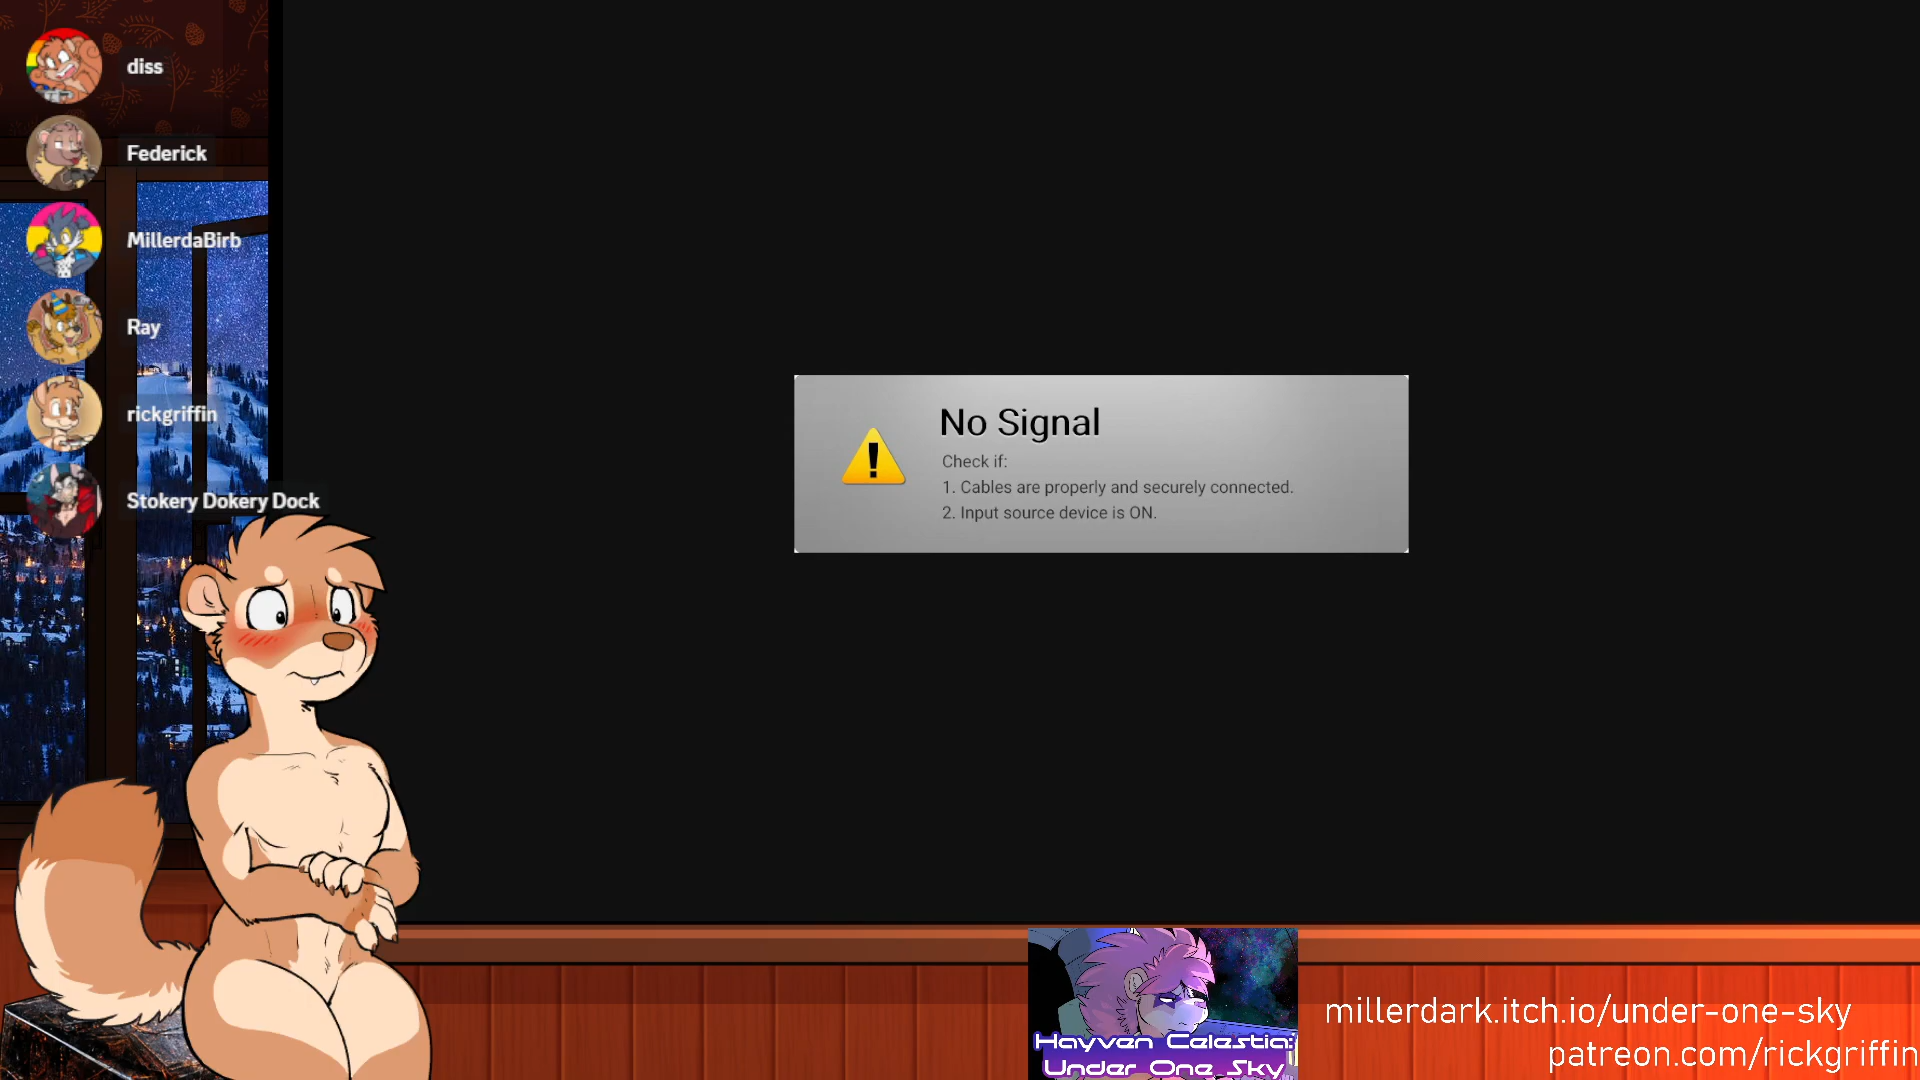 diss
Federick
MillerdaBirb
Ray
rickgriffin
Stokery Dokery Dock
No Signal
Check if:
1. Cables are properly and securely connected.
2. Input source device is ON.
Hayven Celestia:
Under One Sky
millerdark.itch.io/under-one-sky
patreon.com/rickgriffin